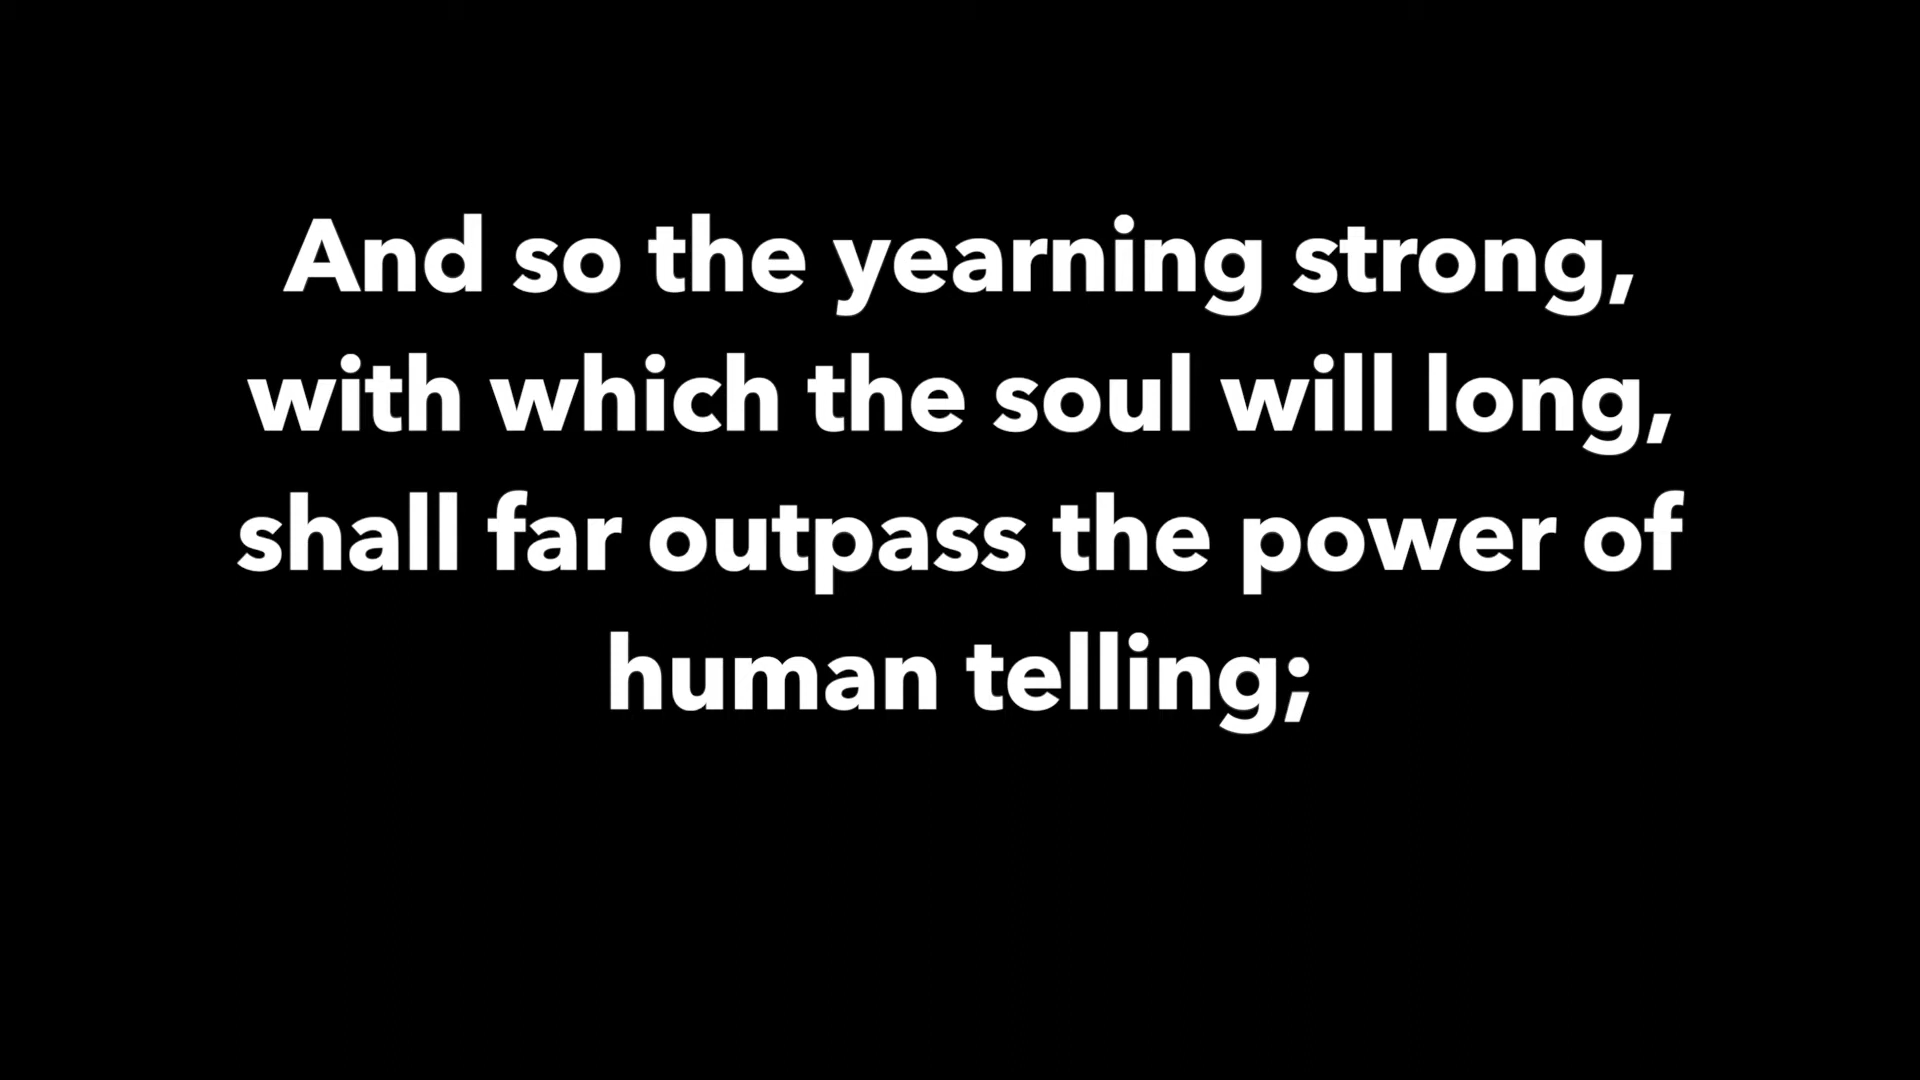 And so the yearning strong,
with which the soul will long,
shall far outpass the power of
human telling;